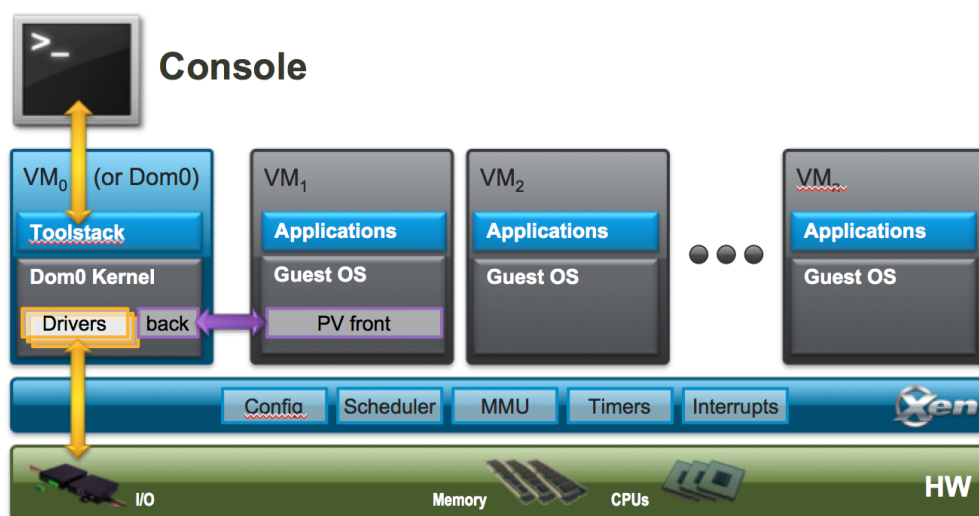 >_
Console
VM0 (or Dom0)
Toolstack
Dom0 Kernel
Drivers
back
VM1
Applications
Guest OS
PV front
VM2
Applications
Guest OS
VMn
Applications
Guest OS
Config
Scheduler
MMU
Timers
Interrupts
Xen
I/O
Memory
CPUs
HW